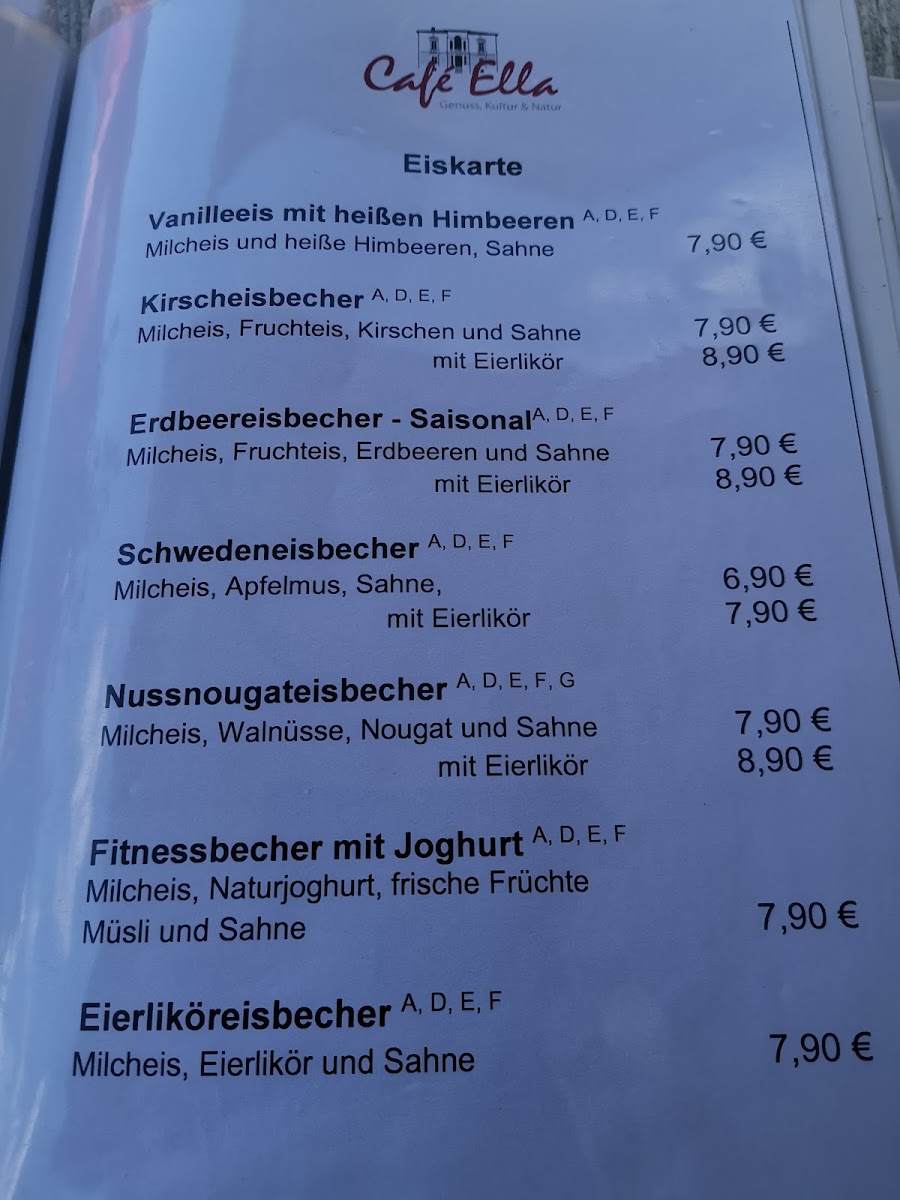 Café Ella
Genuss, Kultur & Natur
Eiskarte
Vanilleeis mit heißen Himbeeren A, D, E, F
Milcheis und heiße Himbeeren, Sahne 7,90 €
Kirscheisbecher A, D, E, F
Milcheis, Fruchteis, Kirschen und Sahne 7,90 €
mit Eierlikör 8,90 €
Erdbeereisbecher - Saisonal A, D, E, F
Milcheis, Fruchteis, Erdbeeren und Sahne 7,90 €
mit Eierlikör 8,90 €
Schwedeneisbecher A, D, E, F
Milcheis, Apfelmus, Sahne, 6,90 €
mit Eierlikör 7,90 €
Nussnougateisbecher A, D, E, F, G
Milcheis, Walnüsse, Nougat und Sahne 7,90 €
mit Eierlikör 8,90 €
Fitnessbecher mit Joghurt A, D, E, F
Milcheis, Naturjoghurt, frische Früchte
Müsli und Sahne 7,90 €
Eierliköreisbecher A, D, E, F
Milcheis, Eierlikör und Sahne 7,90 €